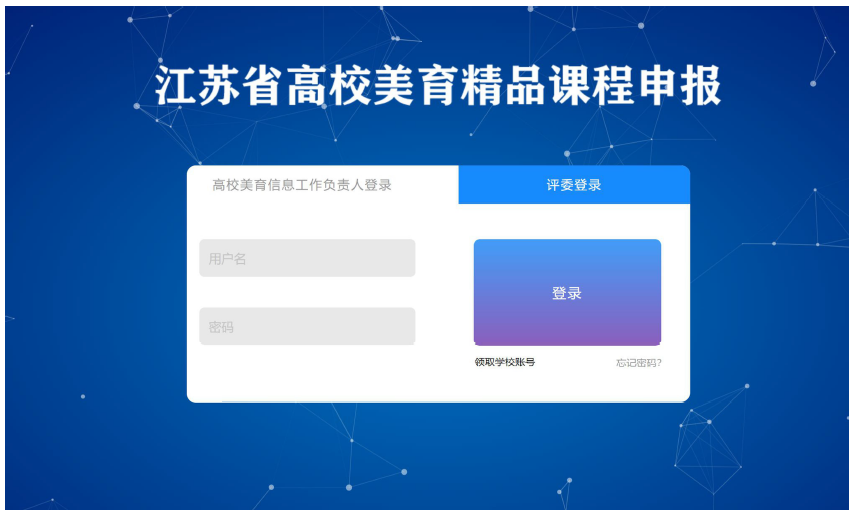 江苏省高校美育精品课程申报
高校美育信息工作负责人登录
评委登录
用户名
登录
密码
领取学校账号
忘记密码?